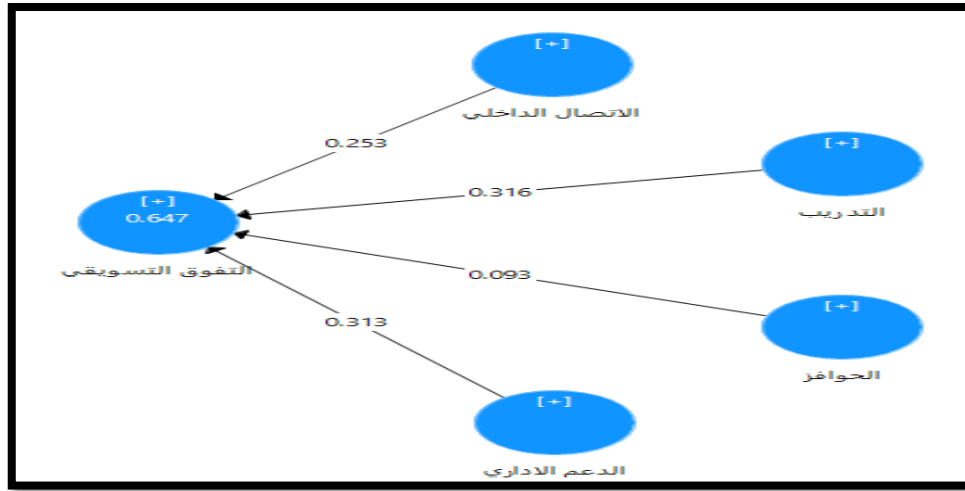 [+]
الاتصال الداخلي
0.253
[+]
التدريب
0.316
[+]
0.647
التفوق التسويقي
0.093
[+]
الحوافز
0.313
[+]
الدعم الاداري